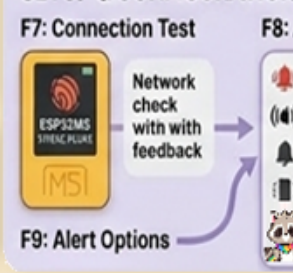 F7: Connection Test
F8:
Network
check
with with
feedback
ESP32MS
MS
F9: Alert Options